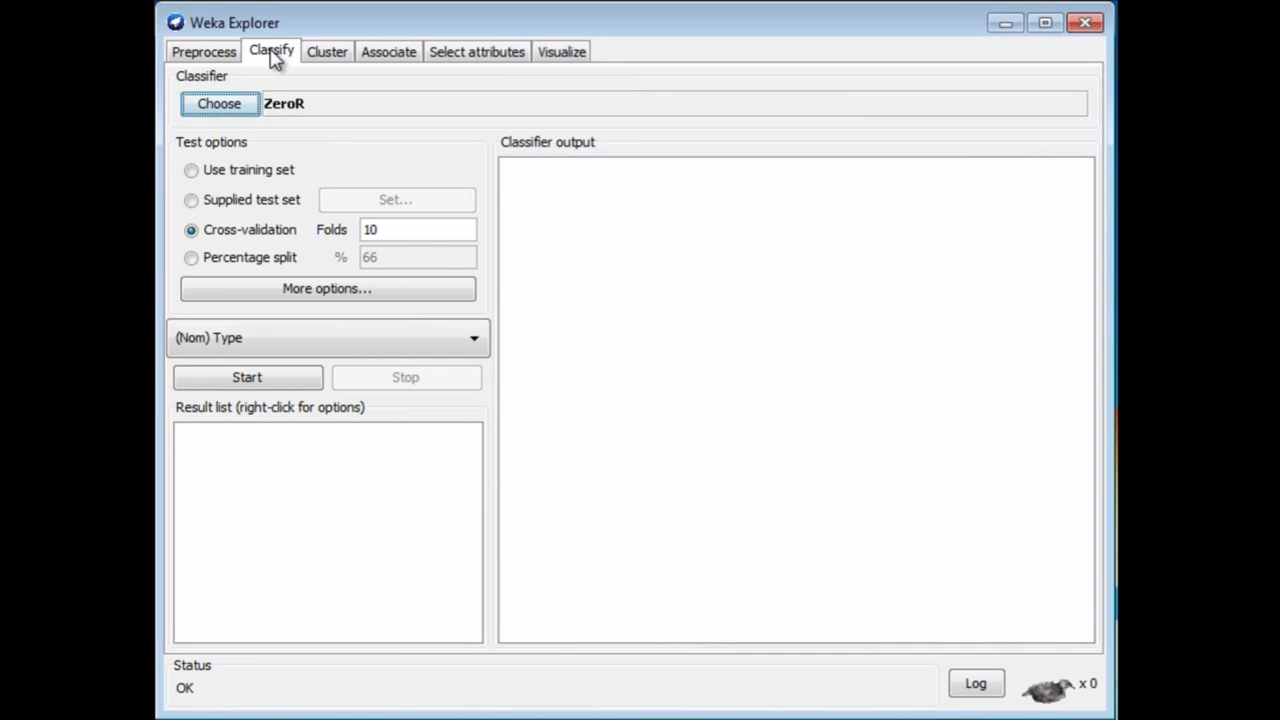 Weka Explorer
Preprocess Classify Cluster Associate Select attributes Visualize
Classifier
Choose ZeroR
Test options
Use training set
Supplied test set Set...
Cross-validation Folds 10
Percentage split % 66
More options...
(Nom) Type
Start Stop
Result list (right-click for options)
Classifier output
Status
OK
Log x 0